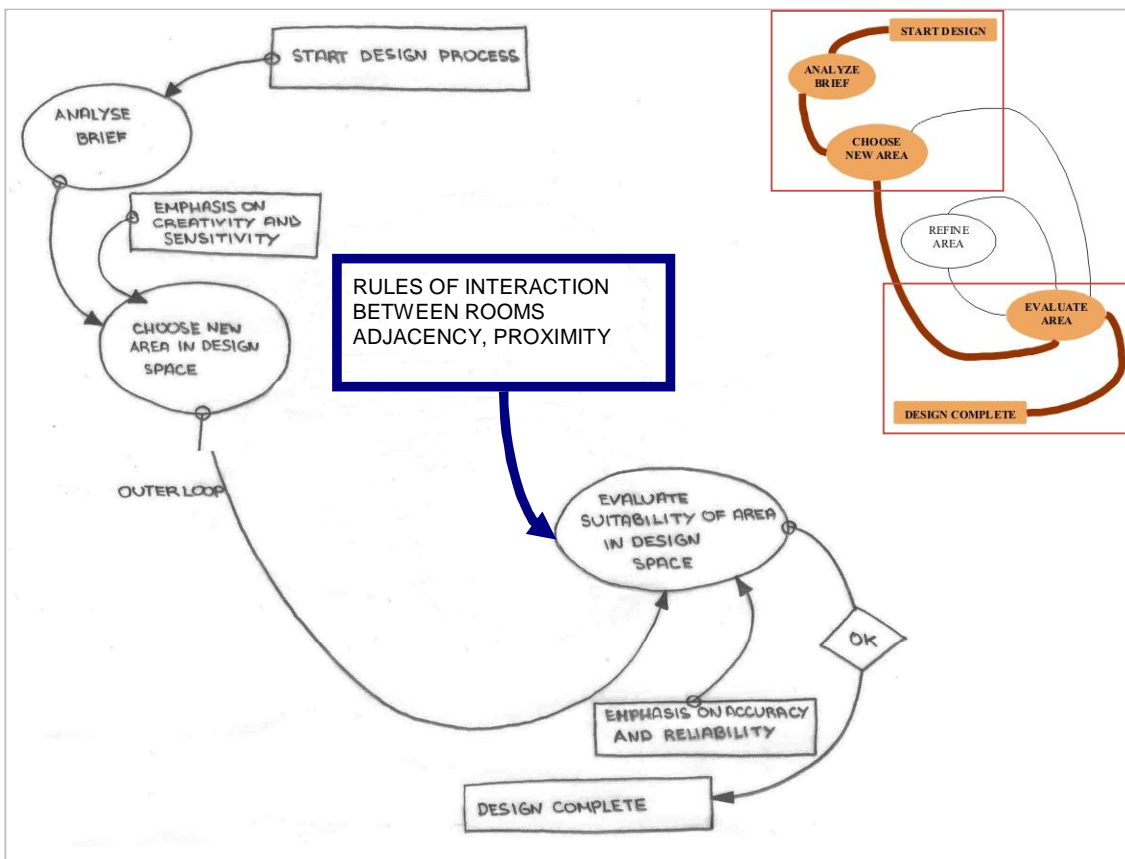 START DESIGN PROCESS
ANALYSE
BRIEF
EMPHASIS ON
CREATIVITY AND
SENSITIVITY
CHOOSE NEW
AREA IN DESIGN
SPACE
OUTER LOOP
RULES OF INTERACTION
BETWEEN ROOMS
ADJACENCY, PROXIMITY
EVALUATE
SUITABILITY OF AREA
IN DESIGN
SPACE
OK
EMPHASIS ON ACCURACY
AND RELIABILITY
DESIGN COMPLETE
START DESIGN
ANALYZE
BRIEF
CHOOSE
NEW AREA
REFINE
AREA
EVALUATE
AREA
DESIGN COMPLETE